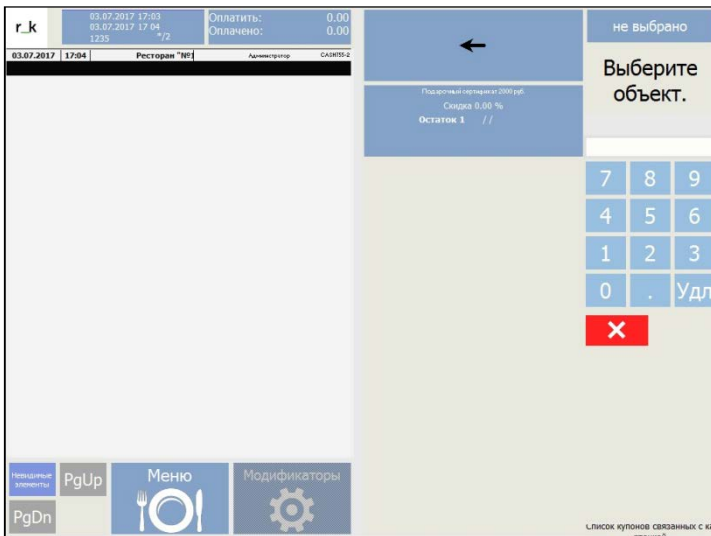 r_k
03.07.2017 17:03
03.07.2017 17 04
1235 */2
Оплатить: 0.00
Оплачено: 0.00
03.07.2017 17:04 Ресторан "№1 Администратор CASH155-2
Подарочный сертификат 2000 руб.
Скидка 0.00 %
Остаток 1 / /
не выбрано
Выберите
объект.
7 8 9
4 5 6
1 2 3
0 . Удл
Невидимые
элементы
PgUp
PgDn
Меню
Модификаторы
Список купонов связанных с ка